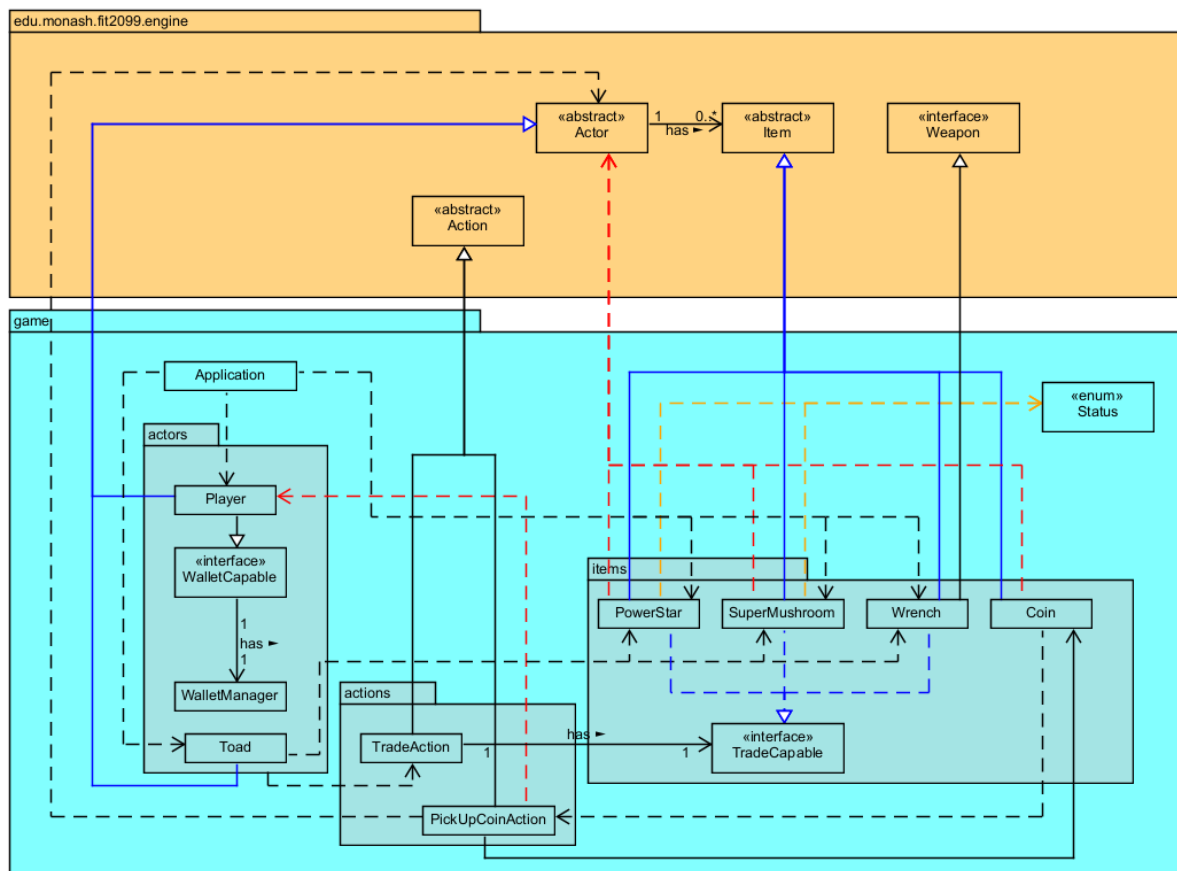 edu.monash.fit2099.engine
«abstract»
Actor
1
0..*
has ►
«abstract»
Item
«interface»
Weapon
«abstract»
Action
game
Application
«enum»
Status
actors
Player
«interface»
WalletCapable
1
has ►
1
WalletManager
Toad
items
PowerStar
SuperMushroom
Wrench
Coin
actions
TradeAction
1
has ►
1
«interface»
TradeCapable
PickUpCoinAction